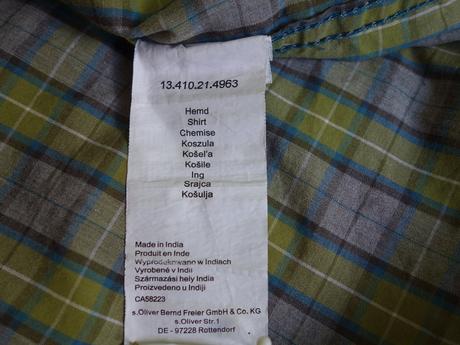 13.410.21.4963
Hemd
Shirt
Chemise
Koszula
Košel'a
Košile
Ing
Srajca
Košulja
Made in India
Produit en Inde
Wyprodukowano w Indiach
Vyrobené v Indii
Származási hely India
Proizvedeno u Indiji
CA58223
s.Oliver Bernd Freier GmbH & Co. KG
s.Oliver Str.1
DE - 97228 Rottendorf